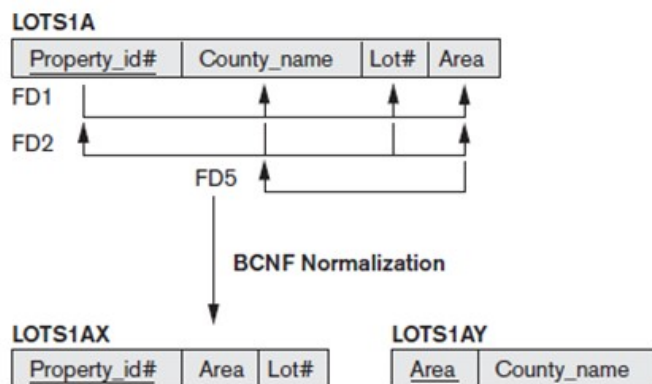 LOTS1A
Property_id# County_name Lot# Area
FD1
FD2
FD5
BCNF Normalization
LOTS1AX
Property_id# Area Lot#
LOTS1AY
Area County_name